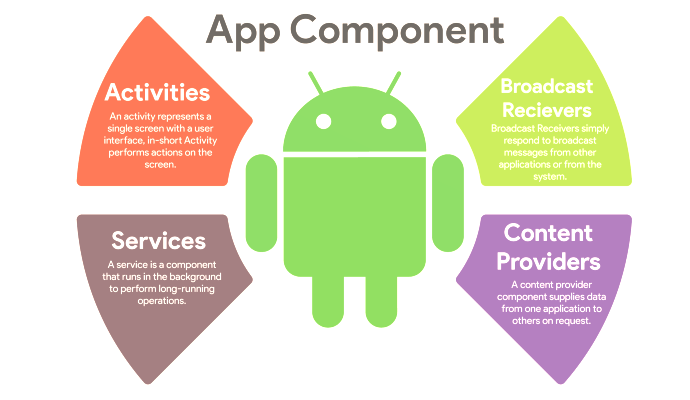 App Component
Activities
An activity represents a
single screen with a user
interface, in-short Activity
performs actions on the
screen.
Broadcast
Recievers
Broadcast Receivers simply
respond to broadcast
messages from other
applications or from the
system.
Services
A service is a component
that runs in the background
to perform long-running
operations.
Content
Providers
A content provider
component supplies data
from one application to
others on request.